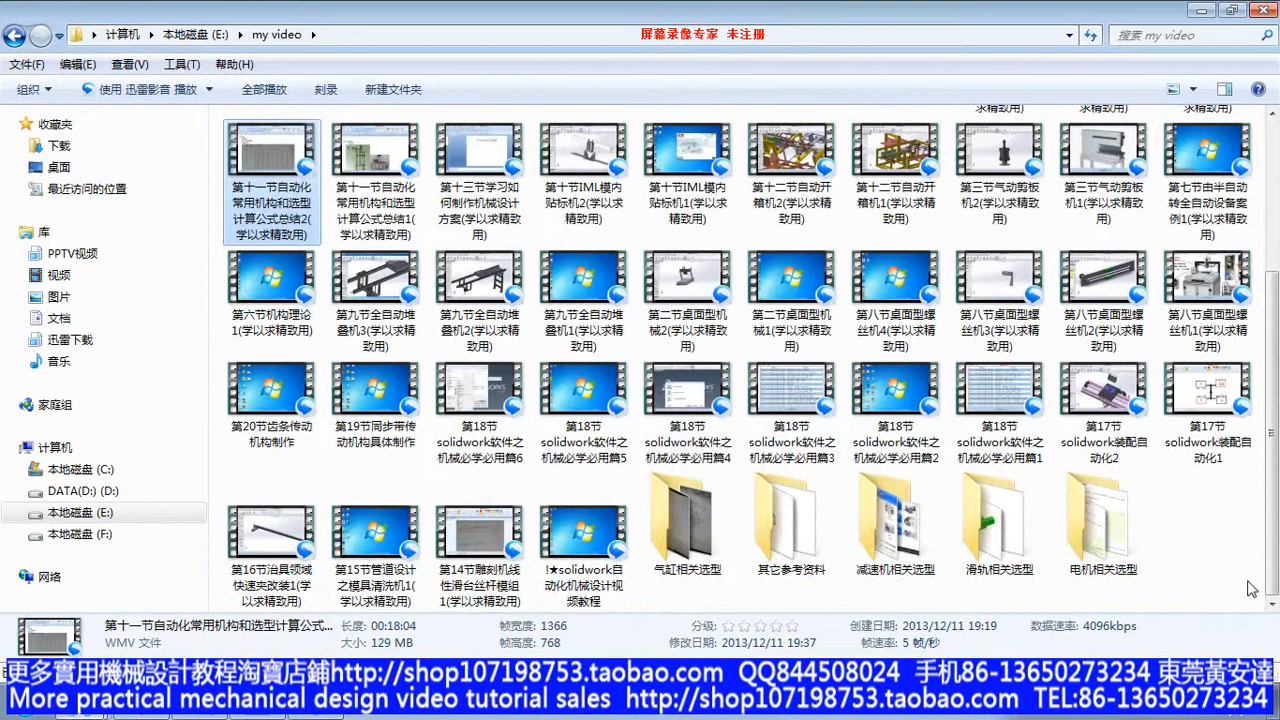 计算机 本地磁盘 (E:) my video
屏幕录像专家 未注册
搜索 my video
文件(F) 编辑(E) 查看(V) 工具(T) 帮助(H)
组织 使用 迅雷影音 播放 全部播放 刻录 新建文件夹
收藏夹
下载
桌面
最近访问的位置
库
PPTV视频
视频
图片
文档
迅雷下载
音乐
家庭组
计算机
本地磁盘 (C:)
DATA(D:) (D:)
本地磁盘 (E:)
本地磁盘 (F:)
网络
求精致用) 求精致用) 求精致用)
第十一节自动化
常用机构和选型
计算公式总结2(
学以求精致用)
第十一节自动化
常用机构和选型
计算公式总结1(
学以求精致用)
第十三节学习如
何制作机械设计
方案(学以求精致
用)
第十节IML模内
贴标机2(学以求
精致用)
第十节IML模内
贴标机1(学以求
精致用)
第十二节自动开
箱机2(学以求精
致用)
第十二节自动开
箱机1(学以求精
致用)
第三节气动剪板
机2(学以求精致
用)
第三节气动剪板
机1(学以求精致
用)
第七节由半自动
转全自动设备案
例1(学以求精致
用)
第六节机构理论
1(学以求精致用)
第九节全自动堆
叠机3(学以求精
致用)
第九节全自动堆
叠机2(学以求精
致用)
第九节全自动堆
叠机1(学以求精
致用)
第二节桌面型机
械2(学以求精致
用)
第二节桌面型机
械1(学以求精致
用)
第八节桌面型螺
丝机4(学以求精
致用)
第八节桌面型螺
丝机3(学以求精
致用)
第八节桌面型螺
丝机2(学以求精
致用)
第八节桌面型螺
丝机1(学以求精
致用)
第20节齿条传动
机构制作
第19节同步带传
动机构具体制作
第18节
solidwork软件之
机械必学必用篇6
第18节
solidwork软件之
机械必学必用篇5
第18节
solidwork软件之
机械必学必用篇4
第18节
solidwork软件之
机械必学必用篇3
第18节
solidwork软件之
机械必学必用篇2
第18节
solidwork软件之
机械必学必用篇1
第17节
solidwork装配自
动化2
第17节
solidwork装配自
动化1
第16节治具领域
快速夹改装1(学
以求精致用)
第15节管道设计
之模具清洗机1(
学以求精致用)
第14节雕刻机线
性滑台丝杆模组
1(学以求精致用)
!★solidwork自
动化机械设计视
频教程
气缸相关选型
其它参考资料
减速机相关选型
滑轨相关选型
电机相关选型
第十一节自动化常用机构和选型计算公式... 长度: 00:18:04 帧宽度: 1366 分级: 创建日期: 2013/12/11 19:19 数据速率: 4096kbps
WMV 文件 大小: 129 MB 帧高度: 768 修改日期: 2013/12/11 19:37 帧速率: 5 帧/秒
更多實用機械設計教程淘寶店鋪http://shop107198753.taobao.com QQ844508024 手机86-13650273234 東莞黃安達
More practical mechanical design video tutorial sales http://shop107198753.taobao.com TEL:86-13650273234